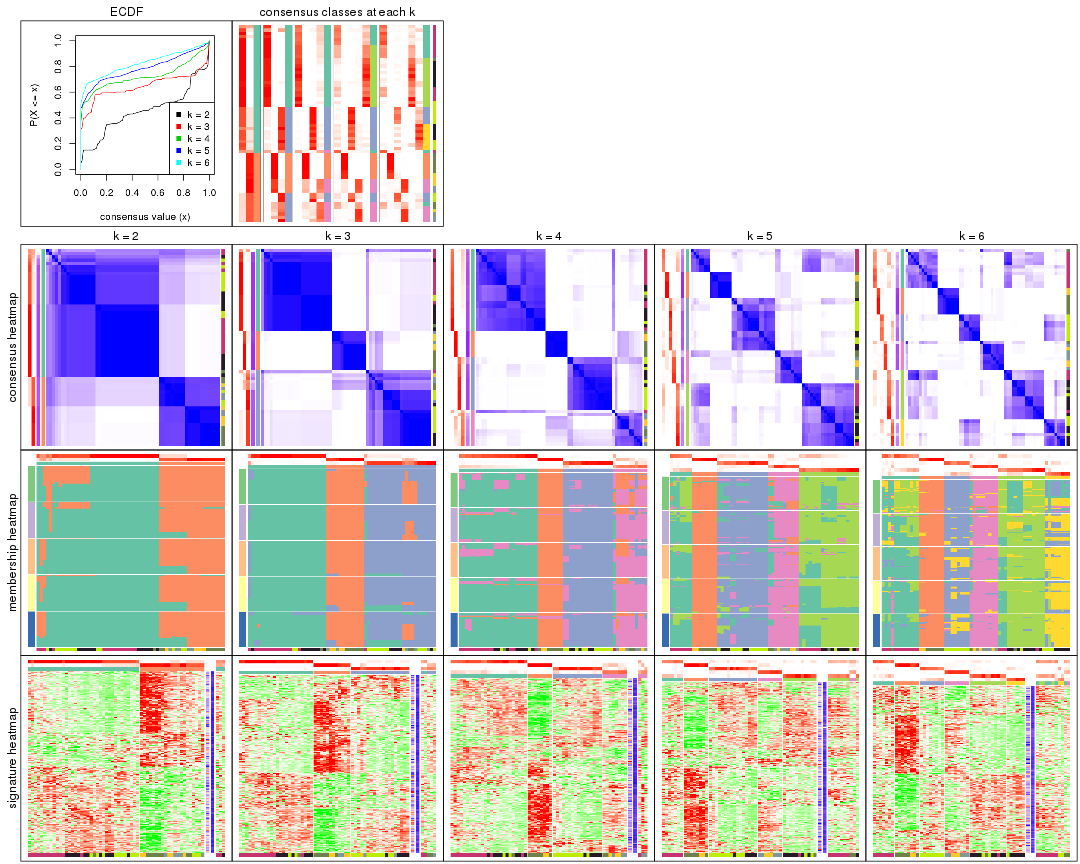 ECDF
consensus classes at each k
P(X <= x)
0.0
0.2
0.4
0.6
0.8
1.0
k = 2
k = 3
k = 4
k = 5
k = 6
0.0 0.2 0.4 0.6 0.8 1.0
consensus value (x)
k = 2
k = 3
k = 4
k = 5
k = 6
consensus heatmap
membership heatmap
signature heatmap